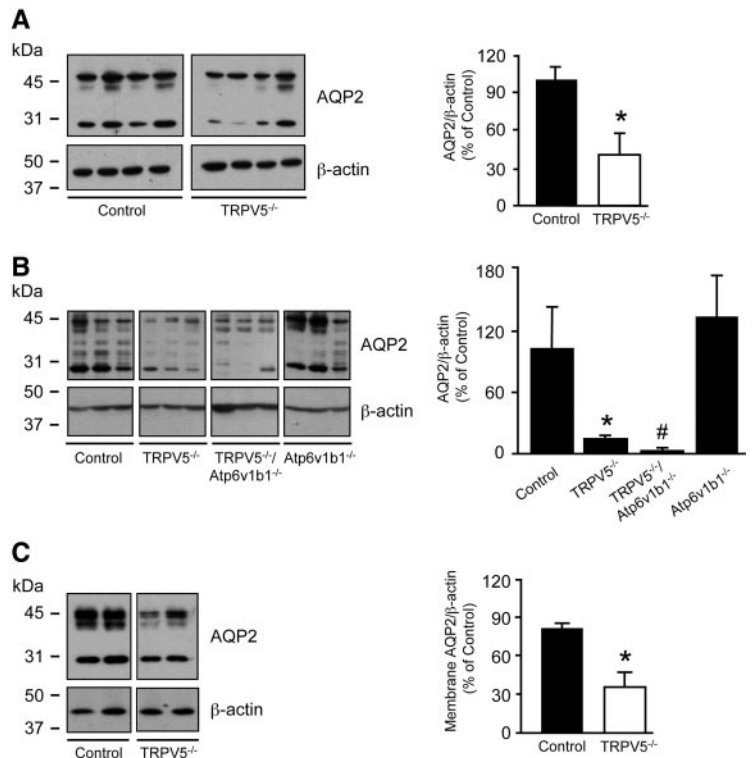 A
kDa
45
31
50
37
AQP2
β-actin
Control
TRPV5-/-
AQP2/β-actin
(% of Control)
120
90
60
30
0
*
Control
TRPV5-/-
B
kDa
45
31
50
37
AQP2
β-actin
Control
TRPV5-/-
TRPV5-/-/
Atp6v1b1-/-
Atp6v1b1-/-
AQP2/β-actin
(% of Control)
180
120
60
0
*
#
Control
TRPV5-/-
TRPV5-/-/
Atp6v1b1-/-
Atp6v1b1-/-
C
kDa
45
31
50
37
AQP2
β-actin
Control
TRPV5-/-
Membrane AQP2/β-actin
(% of Control)
120
90
60
30
0
*
Control
TRPV5-/-